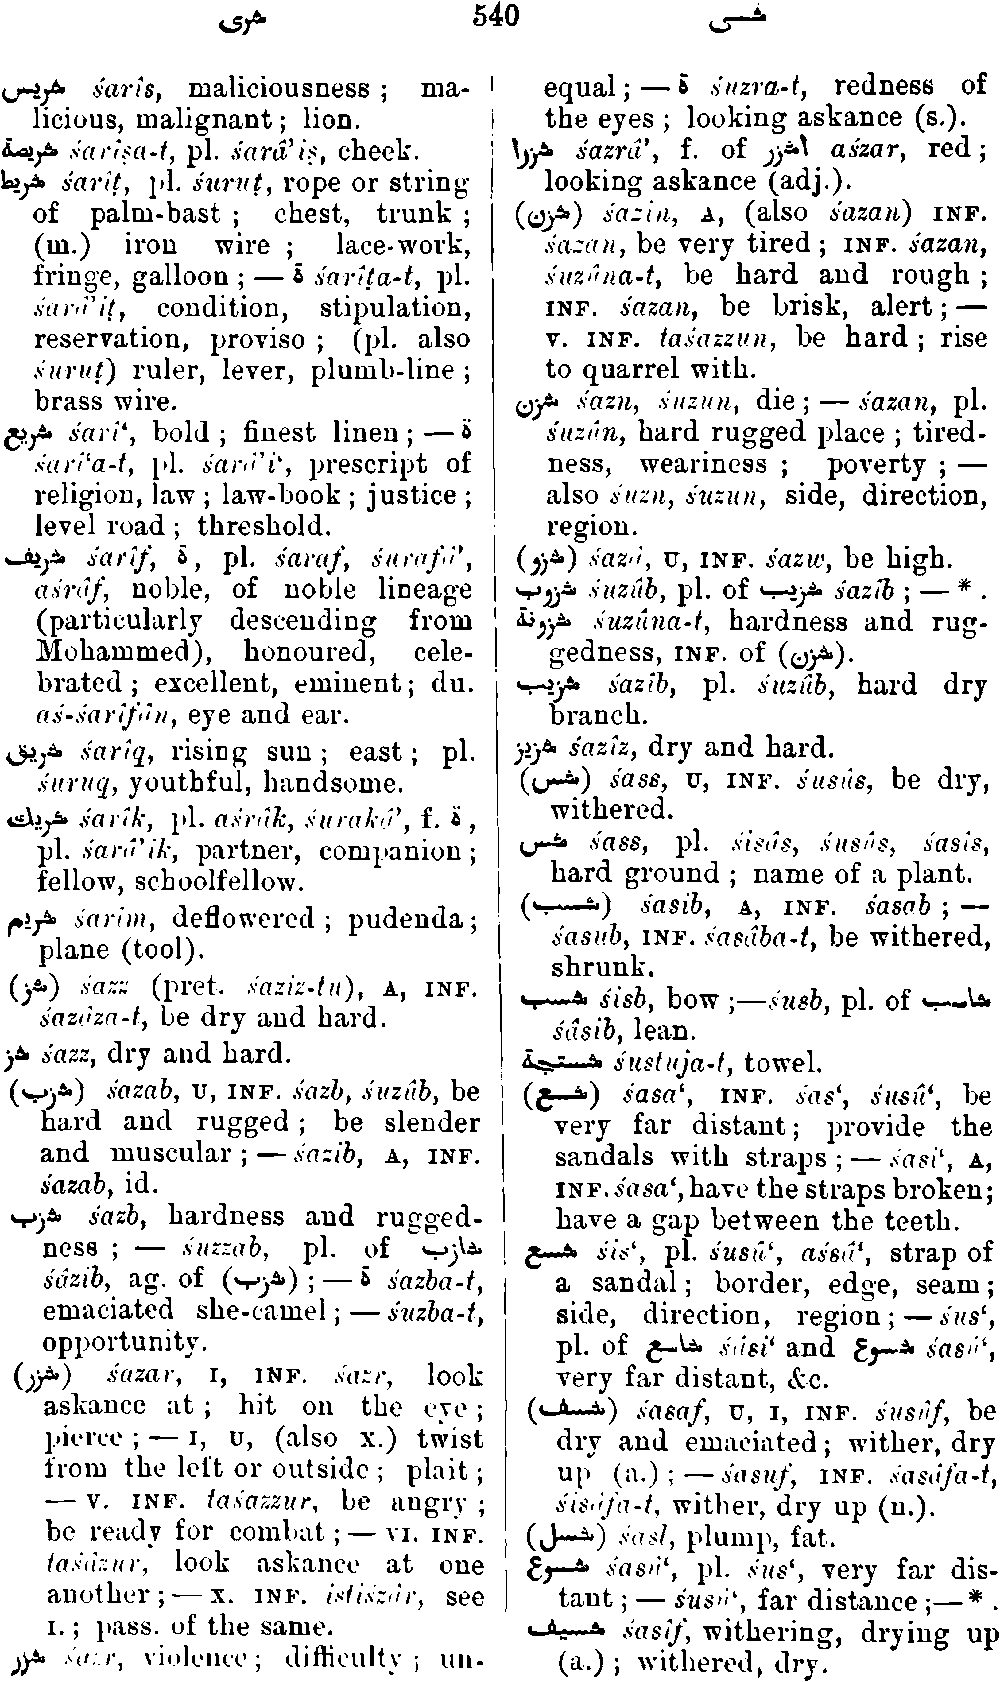 شرى 540 شسى
شريس śarîs, maliciousness; ma-
licious, malignant; lion.
شريصة śarîṣa-t, pl. śarâ’iṣ, cheek.
شريط śarîṭ, pl. śuruṭ, rope or string
of palm-bast; chest, trunk;
(m.) iron wire; lace-work,
fringe, galloon; — ة śarîṭa-t, pl.
śarâ’iṭ, condition, stipulation,
reservation, proviso; (pl. also
śuruṭ) ruler, lever, plumb-line;
brass wire.
شريع śarî‘, bold; finest linen; — ة
śarî‘a-t, pl. śarâ’i‘, prescript of
religion, law; law-book; justice;
level road; threshold.
شريف śarîf, ة, pl. śaraf, śurafâ’,
aśrâf, noble, of noble lineage
(particularly descending from
Mohammed), honoured, cele-
brated; excellent, eminent; du.
aś-śarîfân, eye and ear.
شريق śarîq, rising sun; east; pl.
śuruq, youthful, handsome.
شريك śarîk, pl. aśrâk, śurakâ’, f. ة,
pl. śarâ’ik, partner, companion;
fellow, schoolfellow.
شريم śarîm, deflowered; pudenda;
plane (tool).
(شز) śazz (pret. śaziz-tu), A, INF.
śazâza-t, be dry and hard.
شز śazz, dry and hard.
(شزب) śazab, U, INF. śazb, śuzûb, be
hard and rugged; be slender
and muscular; — śazib, A, INF.
śazab, id.
شزب śazb, hardness and rugged-
ness; — śuzzab, pl. of شازب
śâzib, ag. of (شزب); — ة śazba-t,
emaciated she-camel; — śuzba-t,
opportunity.
(شزر) śazar, I, INF. śazr, look
askance at; hit on the eye;
pierce; — I, U, (also X.) twist
from the left or outside; plait;
— V. INF. taśazzur, be angry;
be ready for combat; — VI. INF.
taśâzur, look askance at one
another; — X. INF. istiśzâr, see
I.; pass. of the same.
شزر śazr, violence; difficulty; un-
equal; — ة śuzra-t, redness of
the eyes; looking askance (s.).
شزرا śazrâ’, f. of اشزر aśzar, red;
looking askance (adj.).
(شزن) śazin, A, (also śazan) INF.
śazan, be very tired; INF. śazan,
śuzûna-t, be hard and rough;
INF. śazan, be brisk, alert; —
V. INF. taśazzun, be hard; rise
to quarrel with.
شزن śazn, śuzun, die; — śazan, pl.
śuzûn, hard rugged place; tired-
ness, weariness; poverty; —
also śuzn, śuzun, side, direction,
region.
(شزو) śazâ, U, INF. śazw, be high.
شزوب śuzûb, pl. of شزيب śazîb; — * .
شزونة śuzûna-t, hardness and rug-
gedness, INF. of (شزن).
شزيب śazîb, pl. śuzûb, hard dry
branch.
شزيز śazîz, dry and hard.
(شس) śass, U, INF. śusûs, be dry,
withered.
شس śass, pl. śisâs, śusûs, śasîs,
hard ground; name of a plant.
(شسب) śasib, A, INF. śasab; —
śasub, INF. śasâba-t, be withered,
shrunk.
شسب śisb, bow; — śusb, pl. of شاسب
śâsib, lean.
شستجة śustuja-t, towel.
(شسع) śasa‘, INF. śas‘, śusû‘, be
very far distant; provide the
sandals with straps; — śasi‘, A,
INF. śasa‘, have the straps broken;
have a gap between the teeth.
شسع śis‘, pl. śusû‘, aśsâ‘, strap of
a sandal; border, edge, seam;
side, direction, region; — śus‘,
pl. of شاسع śâsi‘ and شسوع śasû‘,
very far distant, &c.
(شسف) śasaf, U, I, INF. śusûf, be
dry and emaciated; wither, dry
up (a.); — śasuf, INF. śasâfa-t,
śisâfa-t, wither, dry up (n.).
(شسل) śasl, plump, fat.
شسوع śasû‘, pl. śus‘, very far dis-
tant; — śusû‘, far distance; — * .
شسيف śasîf, withering, drying up
(a.); withered, dry.